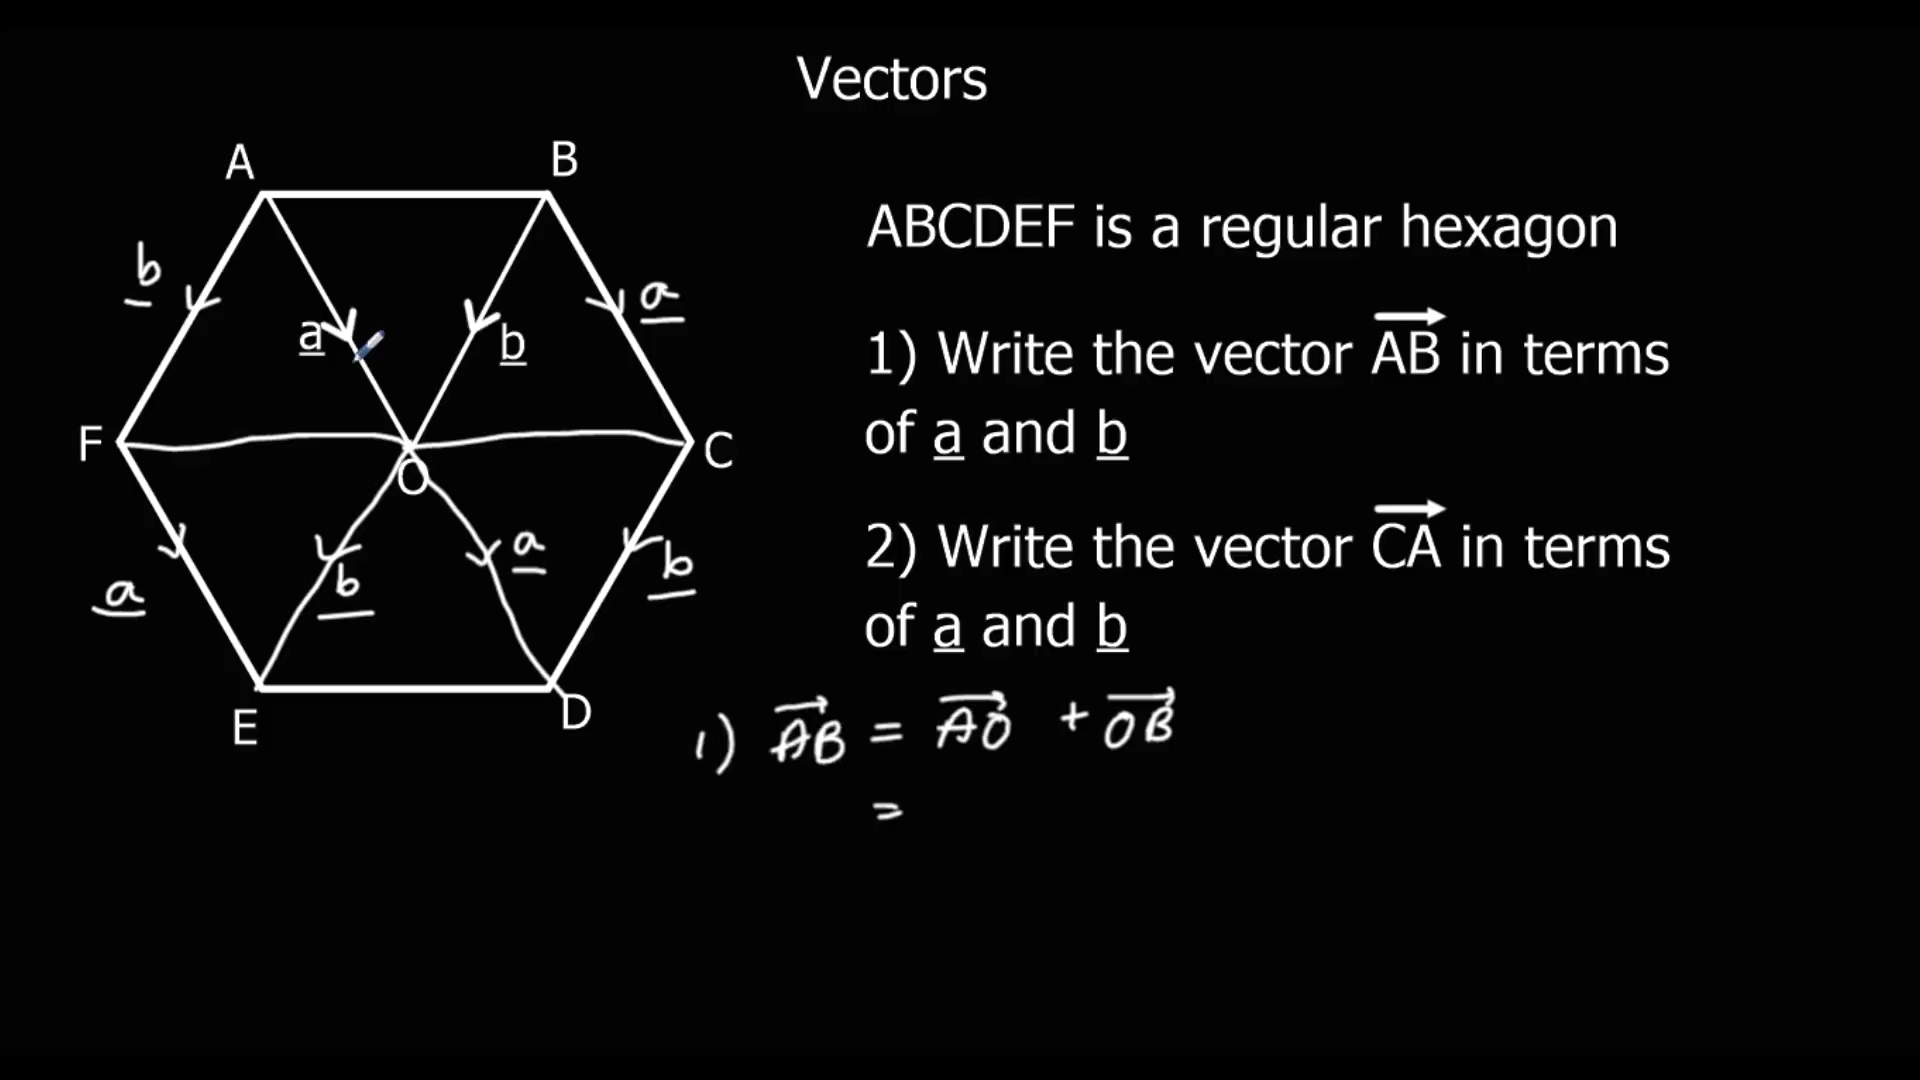 Vectors
A
B
b
a
a
b
ABCDEF is a regular hexagon
1) Write the vector AB in terms
of a and b
F
O
C
a
b
b
a
2) Write the vector CA in terms
of a and b
E
D
1) AB = AO + OB
=